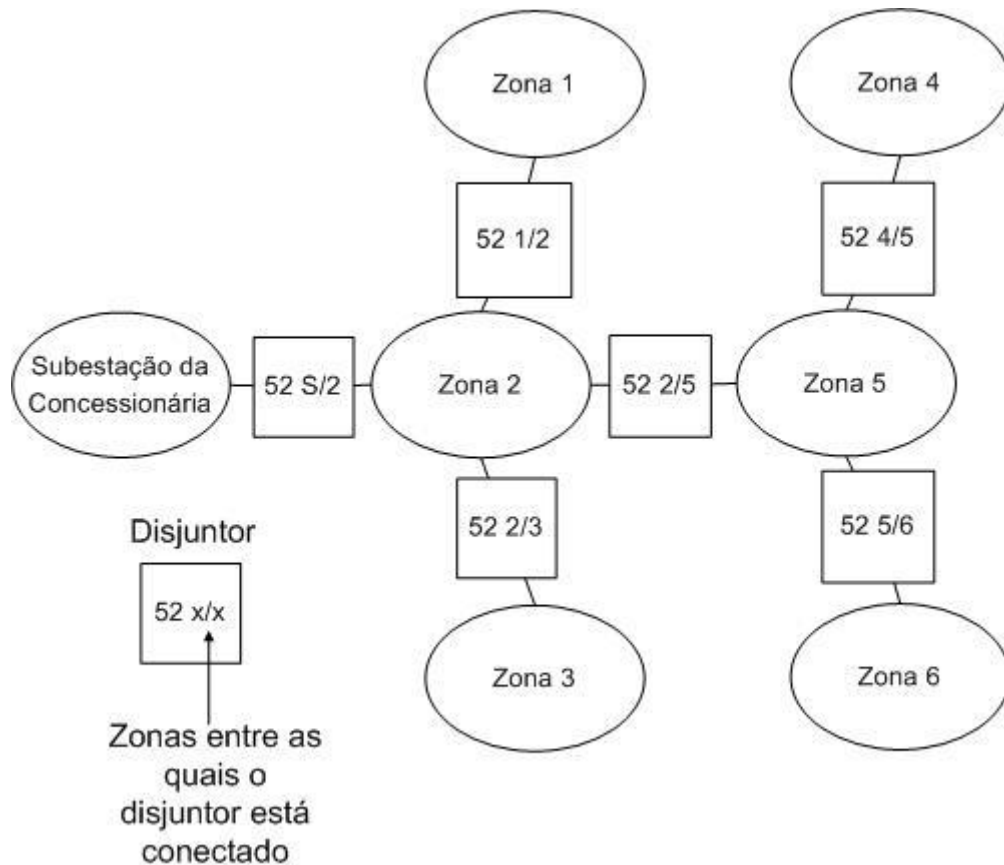 Zona 1
Zona 4
52 1/2
52 4/5
Subestação da
Concessionária
52 S/2
Zona 2
52 2/5
Zona 5
52 2/3
52 5/6
Disjuntor
52 x/x
Zona 3
Zona 6
Zonas entre as
quais o
disjuntor está
conectado